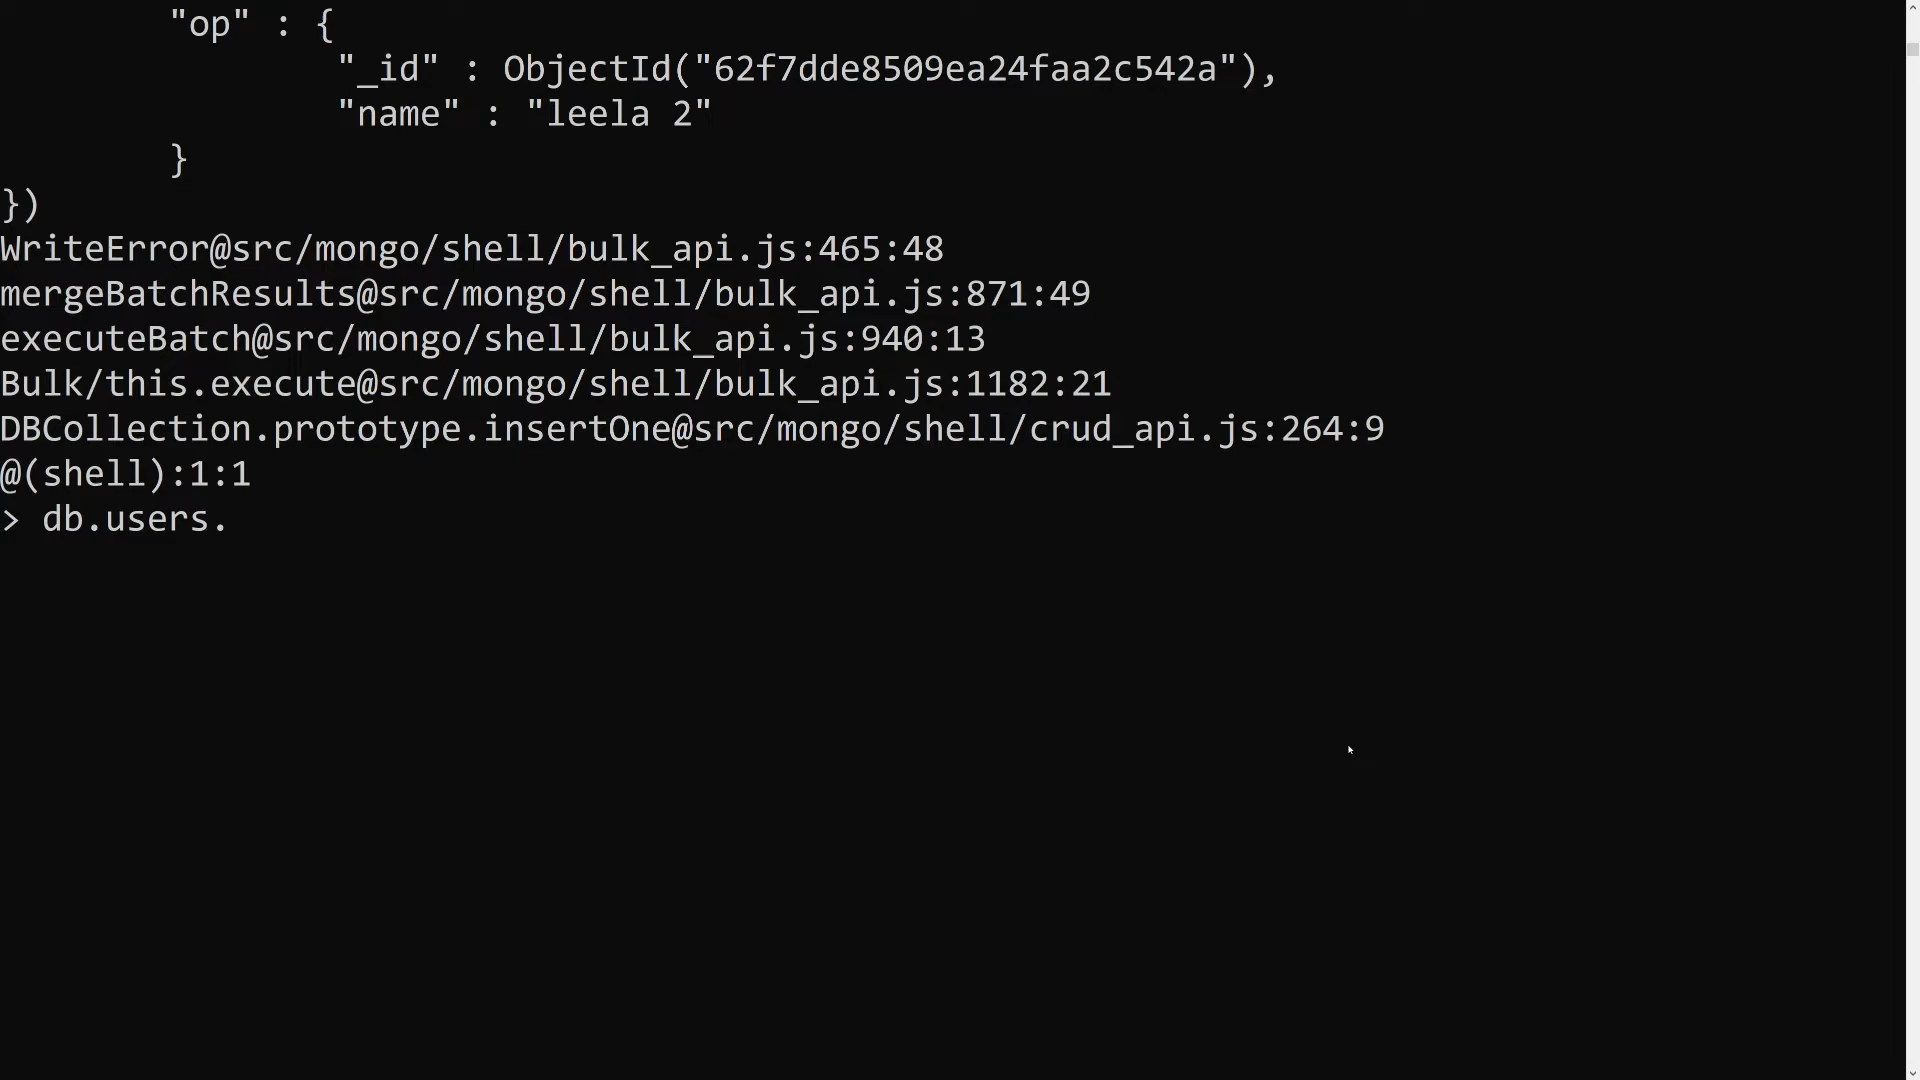 "op" : {
"_id" : ObjectId("62f7dde8509ea24faa2c542a"),
"name" : "leela 2"
}
})
WriteError@src/mongo/shell/bulk_api.js:465:48
mergeBatchResults@src/mongo/shell/bulk_api.js:871:49
executeBatch@src/mongo/shell/bulk_api.js:940:13
Bulk/this.execute@src/mongo/shell/bulk_api.js:1182:21
DBCollection.prototype.insertOne@src/mongo/shell/crud_api.js:264:9
@(shell):1:1
> db.users.